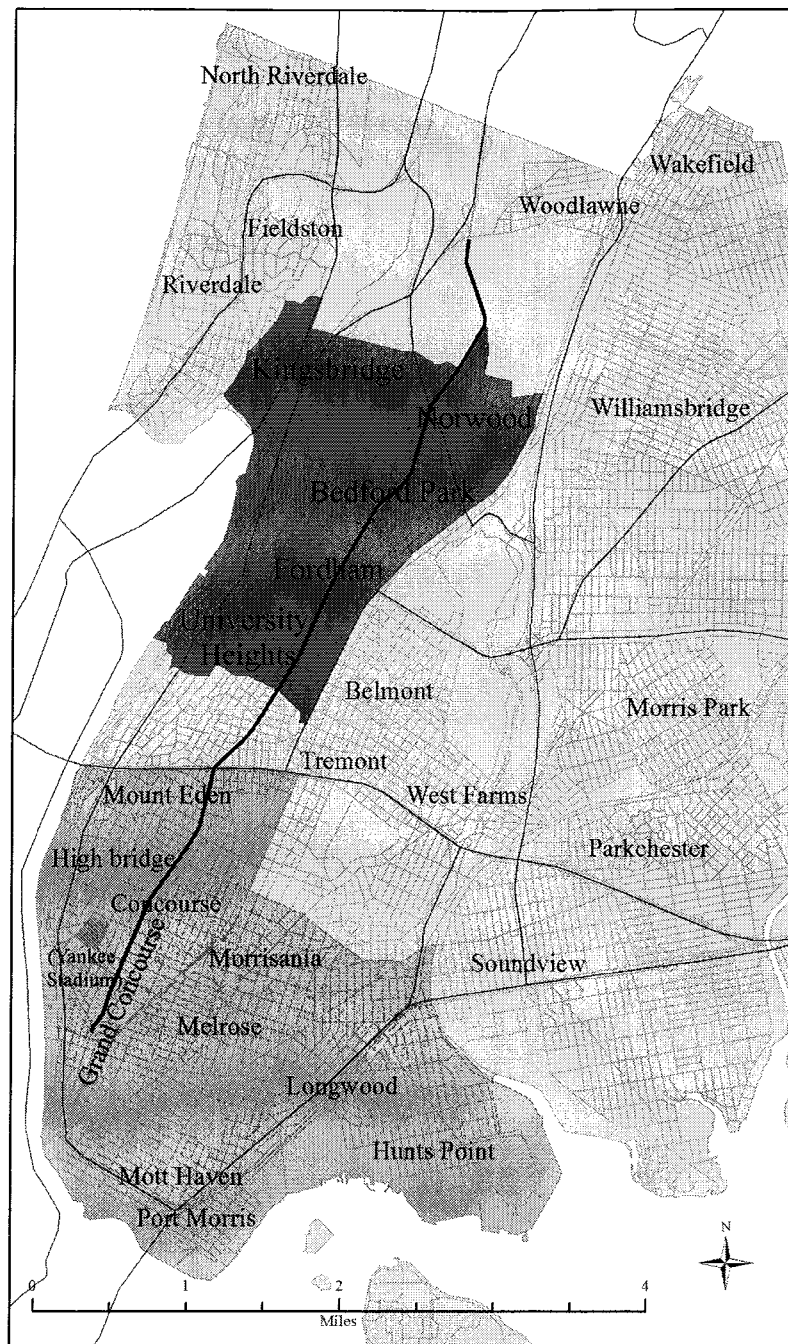 North Riverdale
Wakefield
Woodlawne
Fieldston
Riverdale
Kingsbridge
Williamsbridge
Norwood
Bedford Park
Fordham
University
Heights
Belmont
Morris Park
Tremont
Mount Eden
West Farms
High bridge
Parkchester
Concourse
(Yankee
Stadium)
Morrisania
Soundview
Grand Concourse
Melrose
Longwood
Hunts Point
Mott Haven
Port Morris
N
0 1 2 4
Miles